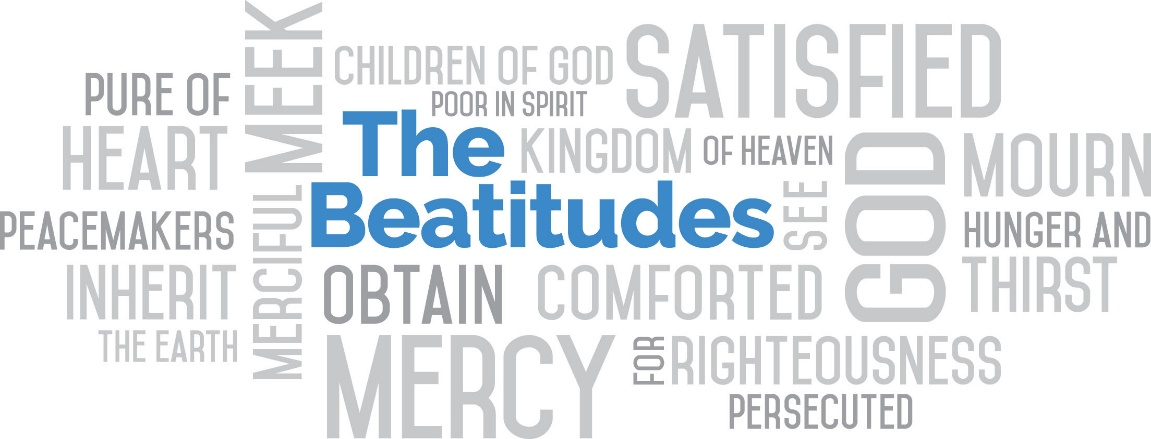 PURE OF
HEART
PEACEMAKERS
INHERIT
THE EARTH
MEEK
MERCIFUL
CHILDREN OF GOD
POOR IN SPIRIT
SATISFIED
The
Beatitudes
KINGDOM OF HEAVEN
SEE
GOD
MOURN
HUNGER AND
THIRST
OBTAIN
MERCY
COMFORTED
FOR RIGHTEOUSNESS
PERSECUTED